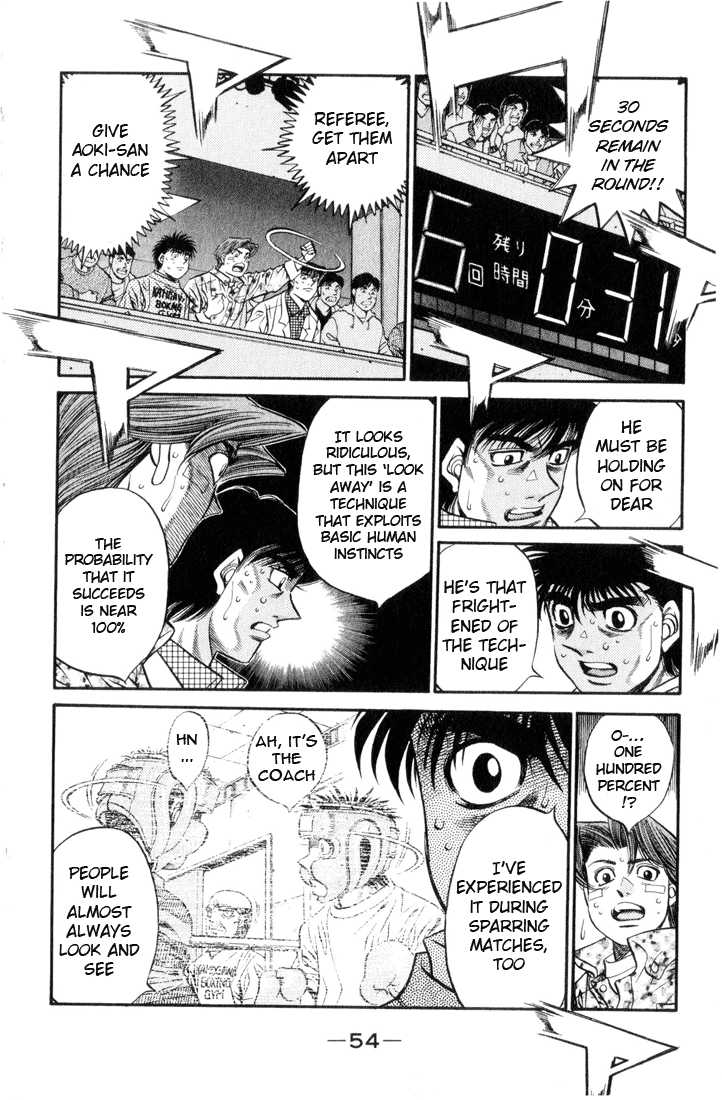 30
SECONDS
REMAIN
IN THE
ROUND!!
6回
残り
時間
0分31
REFEREE,
GET THEM
APART
GIVE
AOKI-SAN
A CHANCE
HE
MUST BE
HOLDING
ON FOR
DEAR
HE'S THAT
FRIGHT-
ENED OF
THE TECH-
NIQUE
IT LOOKS
RIDICULOUS,
BUT THIS 'LOOK
AWAY' IS A
TECHNIQUE
THAT EXPLOITS
BASIC HUMAN
INSTINCTS
THE
PROBABILITY
THAT IT
SUCCEEDS
IS NEAR
100%
O-...
ONE
HUNDRED
PERCENT
!?
I'VE
EXPERIENCED
IT DURING
SPARRING
MATCHES,
TOO
AH, IT'S
THE
COACH
HN
...
PEOPLE
WILL
ALMOST
ALWAYS
LOOK AND
SEE
BOXING
GYM
—54—